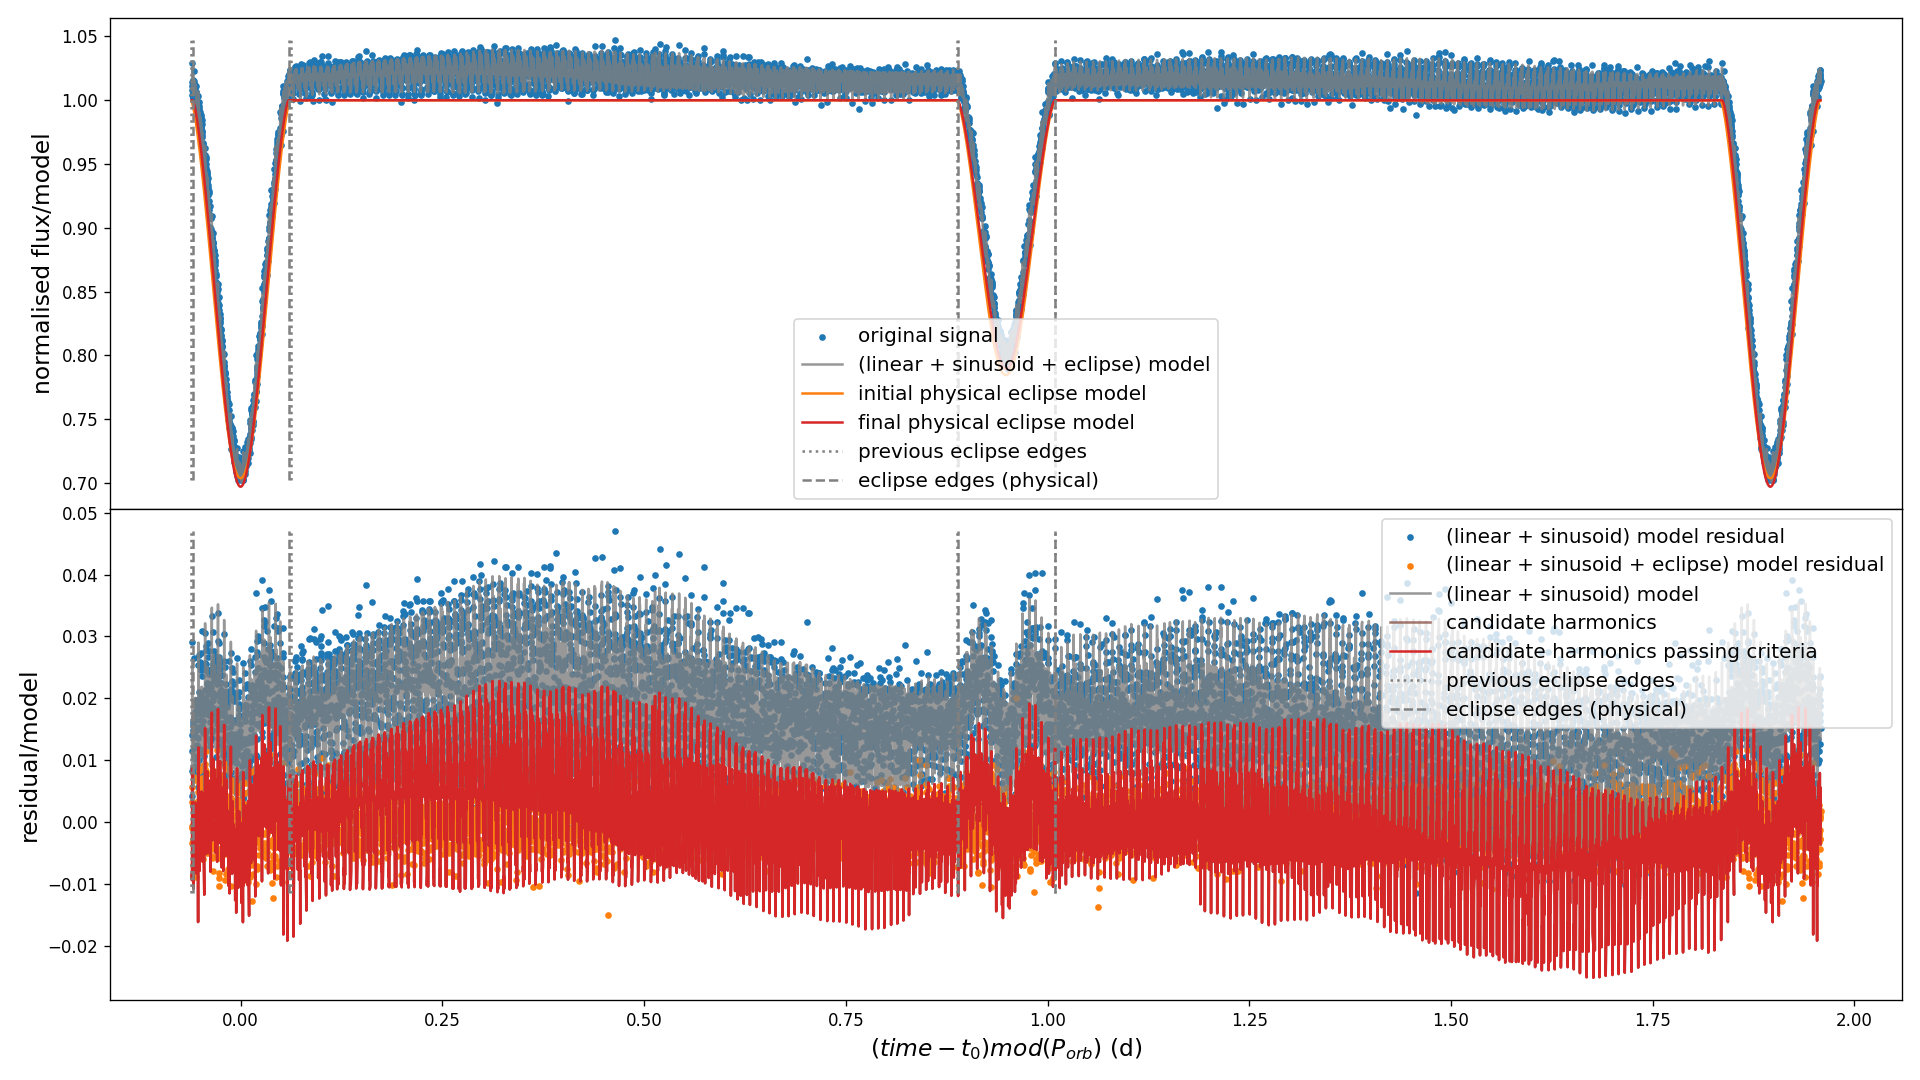 1.05
1.00
0.95
0.90
0.85
0.80
0.75
0.70
normalised flux/model
original signal
(linear + sinusoid + eclipse) model
initial physical eclipse model
final physical eclipse model
previous eclipse edges
eclipse edges (physical)
0.05
0.04
0.03
0.02
0.01
0.00
−0.01
−0.02
residual/model
(linear + sinusoid) model residual
(linear + sinusoid + eclipse) model residual
(linear + sinusoid) model
candidate harmonics
candidate harmonics passing criteria
previous eclipse edges
eclipse edges (physical)
0.00 0.25 0.50 0.75 1.00 1.25 1.50 1.75 2.00
(time − t₀)mod(P_orb) (d)